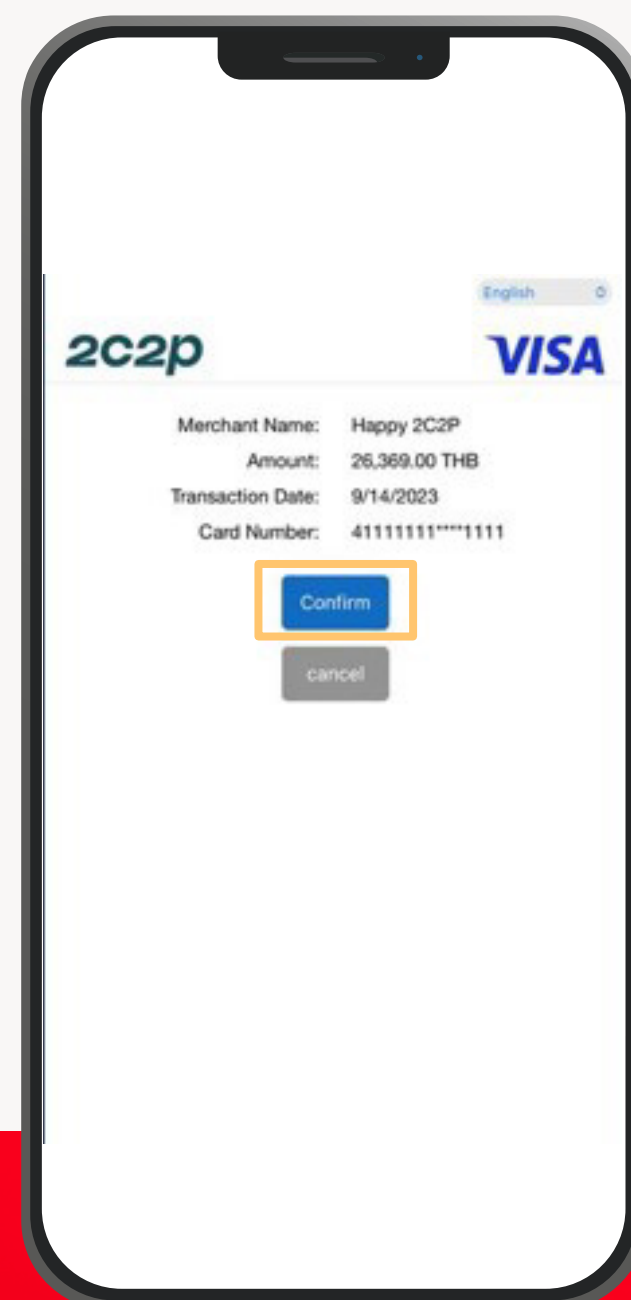 English
2c2p
VISA
Merchant Name: Happy 2C2P
Amount: 26,369.00 THB
Transaction Date: 9/14/2023
Card Number: 41111111****1111
Confirm
cancel